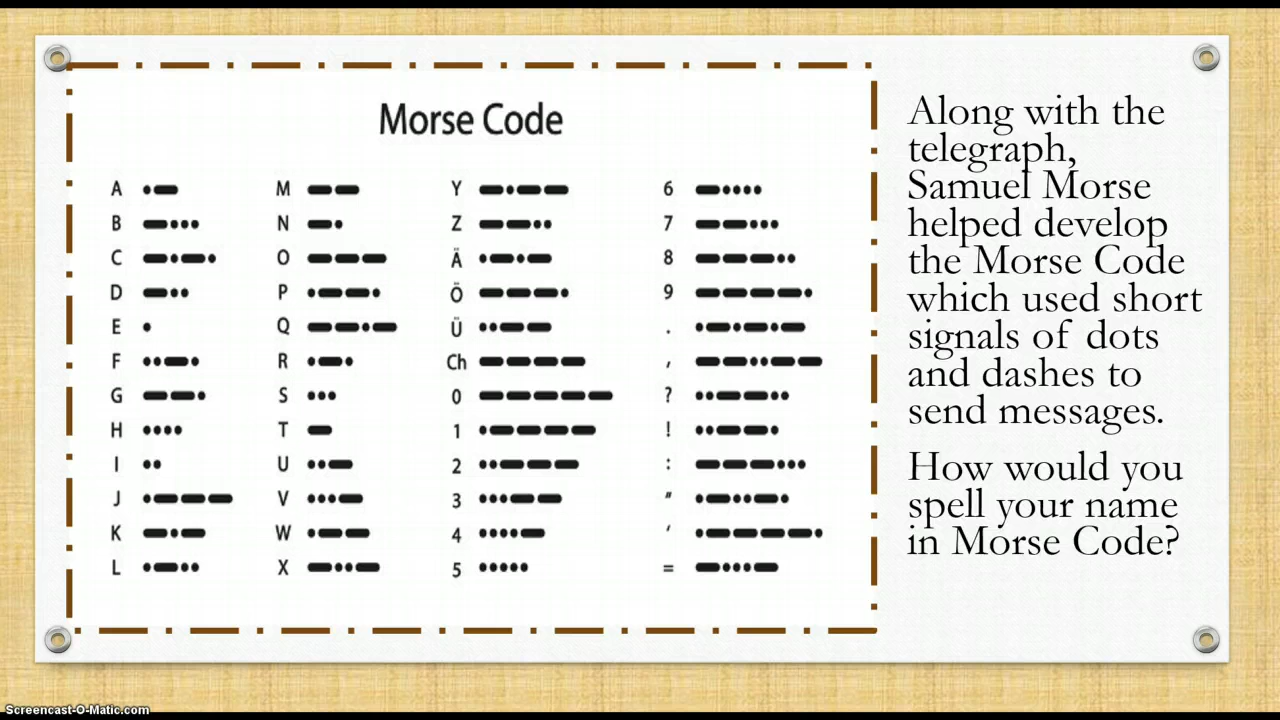 Morse Code
A •—
B —•••
C —•—•
D —••
E •
F ••—•
G ——•
H ••••
I ••
J •———
K —•—
L •—••
M ——
N —•
O ———
P •——•
Q ——•—
R •—•
S •••
T —
U ••—
V •••—
W •——
X —••—
Y —•——
Z ——••
Ä •—•—
Ö ———•
Ü ••——
Ch ————
0 —————
1 •————
2 ••———
3 •••——
4 ••••—
5 •••••
6 —••••
7 ——•••
8 ———••
9 ————•
. •—•—•—
, ——••——
? ••——••
! ••——•
: ———•••
" •—••—•
' •————•
= —•••—
Along with the
telegraph,
Samuel Morse
helped develop
the Morse Code
which used short
signals of dots
and dashes to
send messages.
How would you
spell your name
in Morse Code?
Screencast-O-Matic.com